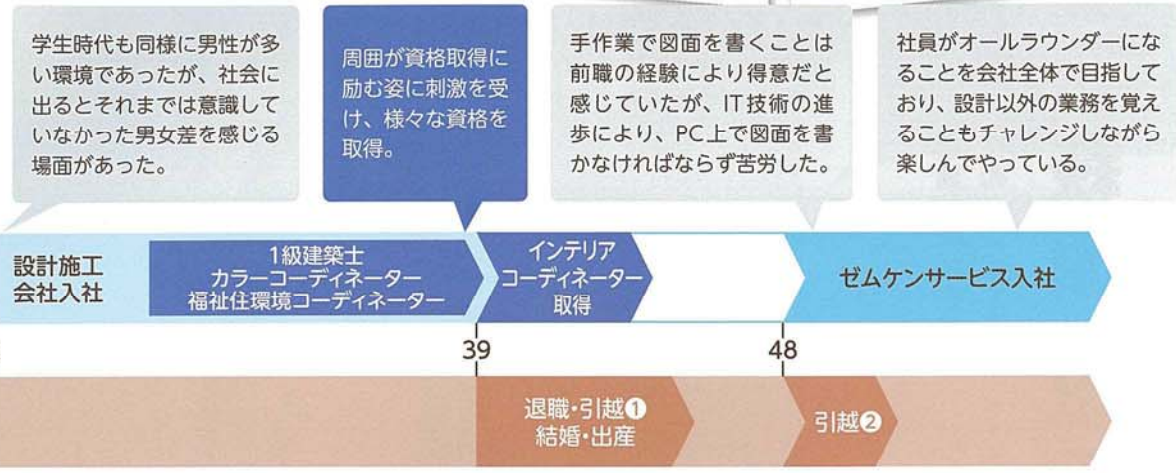 学生時代も同様に男性が多
い環境であったが、社会に
出るとそれまでは意識して
いなかった男女差を感じる
場面があった。
周囲が資格取得に
励む姿に刺激を受
け、様々な資格を
取得。
手作業で図面を書くことは
前職の経験により得意だと
感じていたが、IT技術の進
歩により、PC上で図面を書
かなければならず苦労した。
社員がオールラウンダーにな
ることを会社全体で目指して
おり、設計以外の業務を覚え
ることもチャレンジしながら
楽しんでやっている。
設計施工
会社入社
1級建築士
カラーコーディネーター
福祉住環境コーディネーター
インテリア
コーディネーター
取得
ゼムケンサービス入社
39
48
退職・引越❶
結婚・出産
引越❷